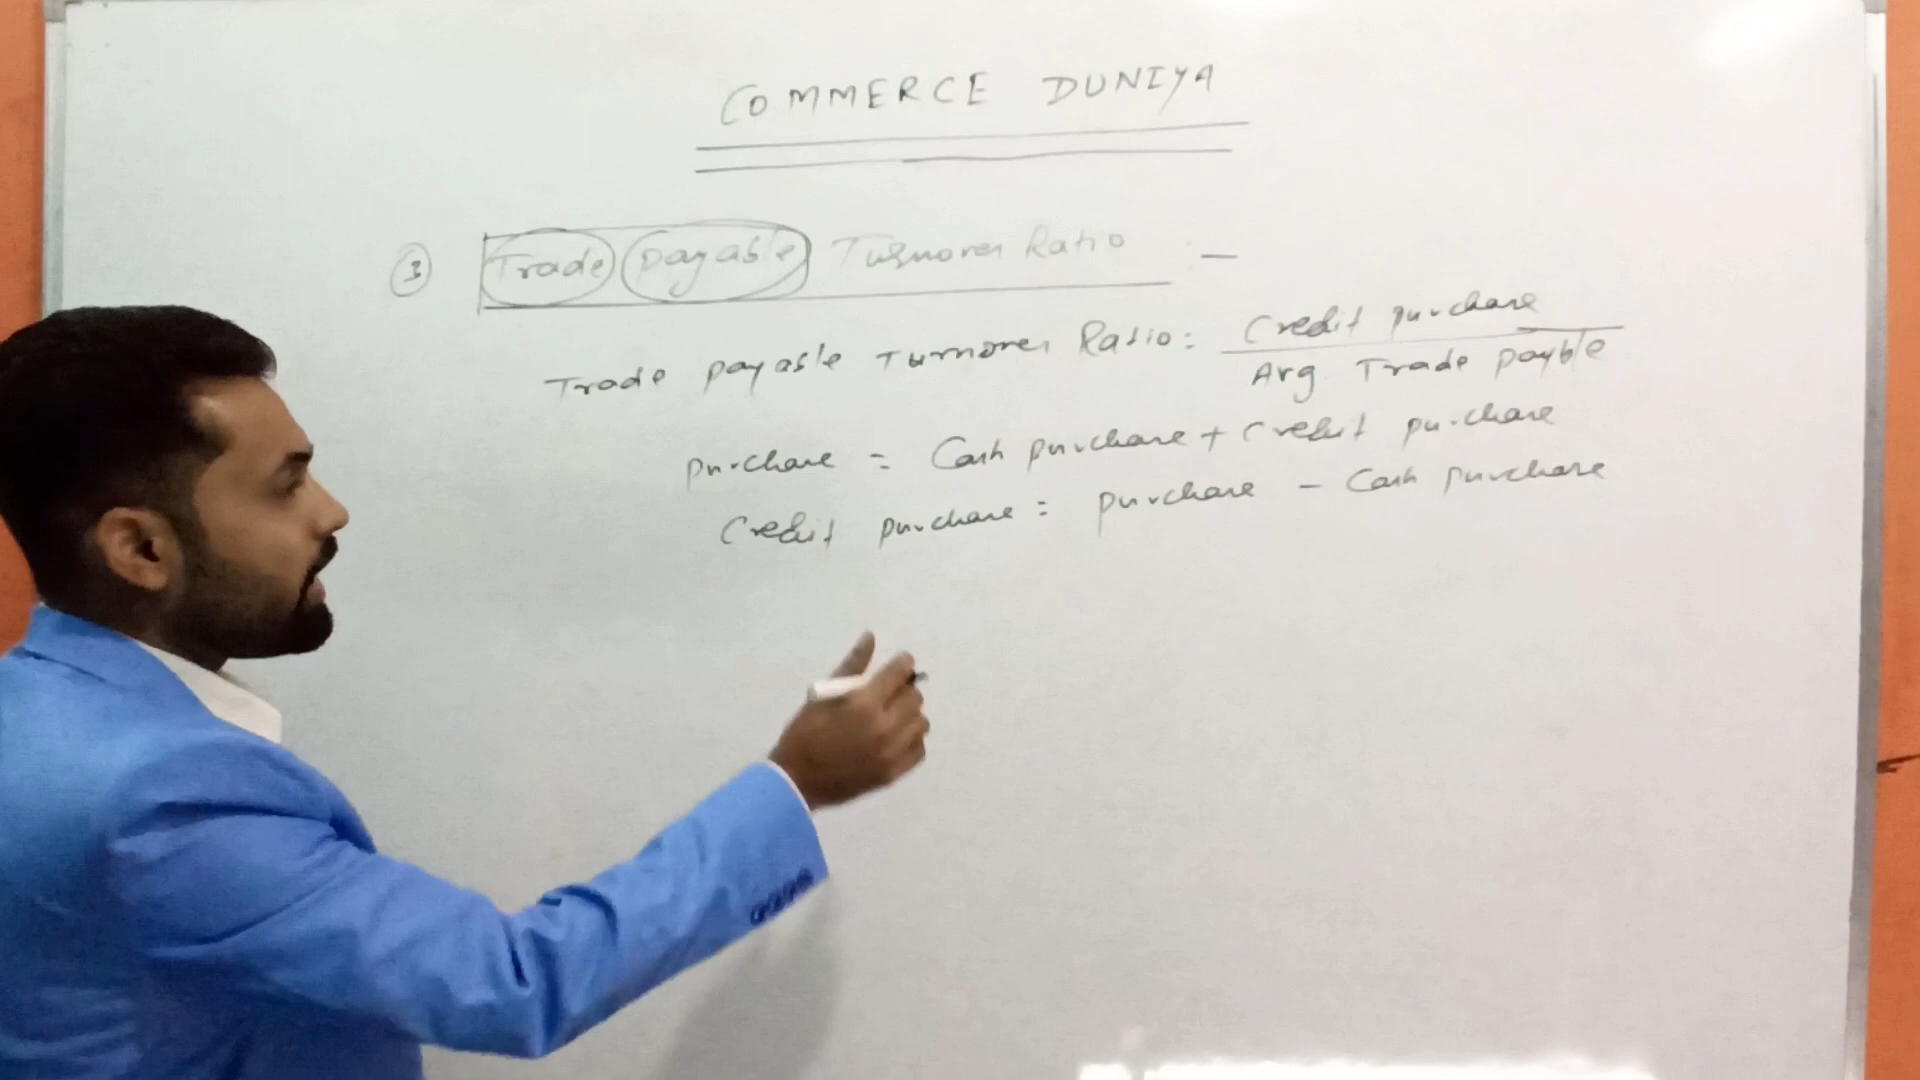 COMMERCE DUNIYA
3 Trade payable Turnover Ratio :-
Trade payable Turnover Ratio: Credit purchase
Avg. Trade payble
purchase = Cash purchase + Credit purchase
Credit purchase = purchase - Cash purchase